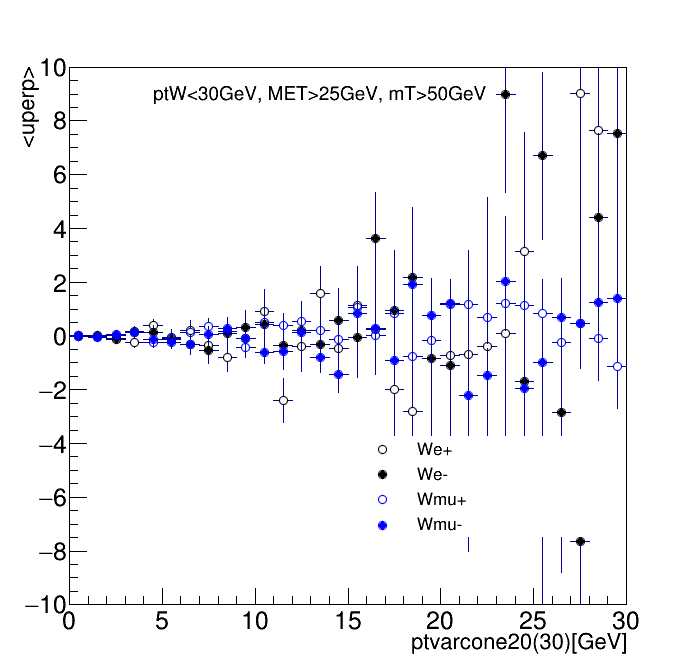 <uperp>
ptW<30GeV, MET>25GeV, mT>50GeV
10
8
6
4
2
0
−2
−4
−6
−8
−10
We+
We-
Wmu+
Wmu-
0 5 10 15 20 25 30
ptvarcone20(30)[GeV]